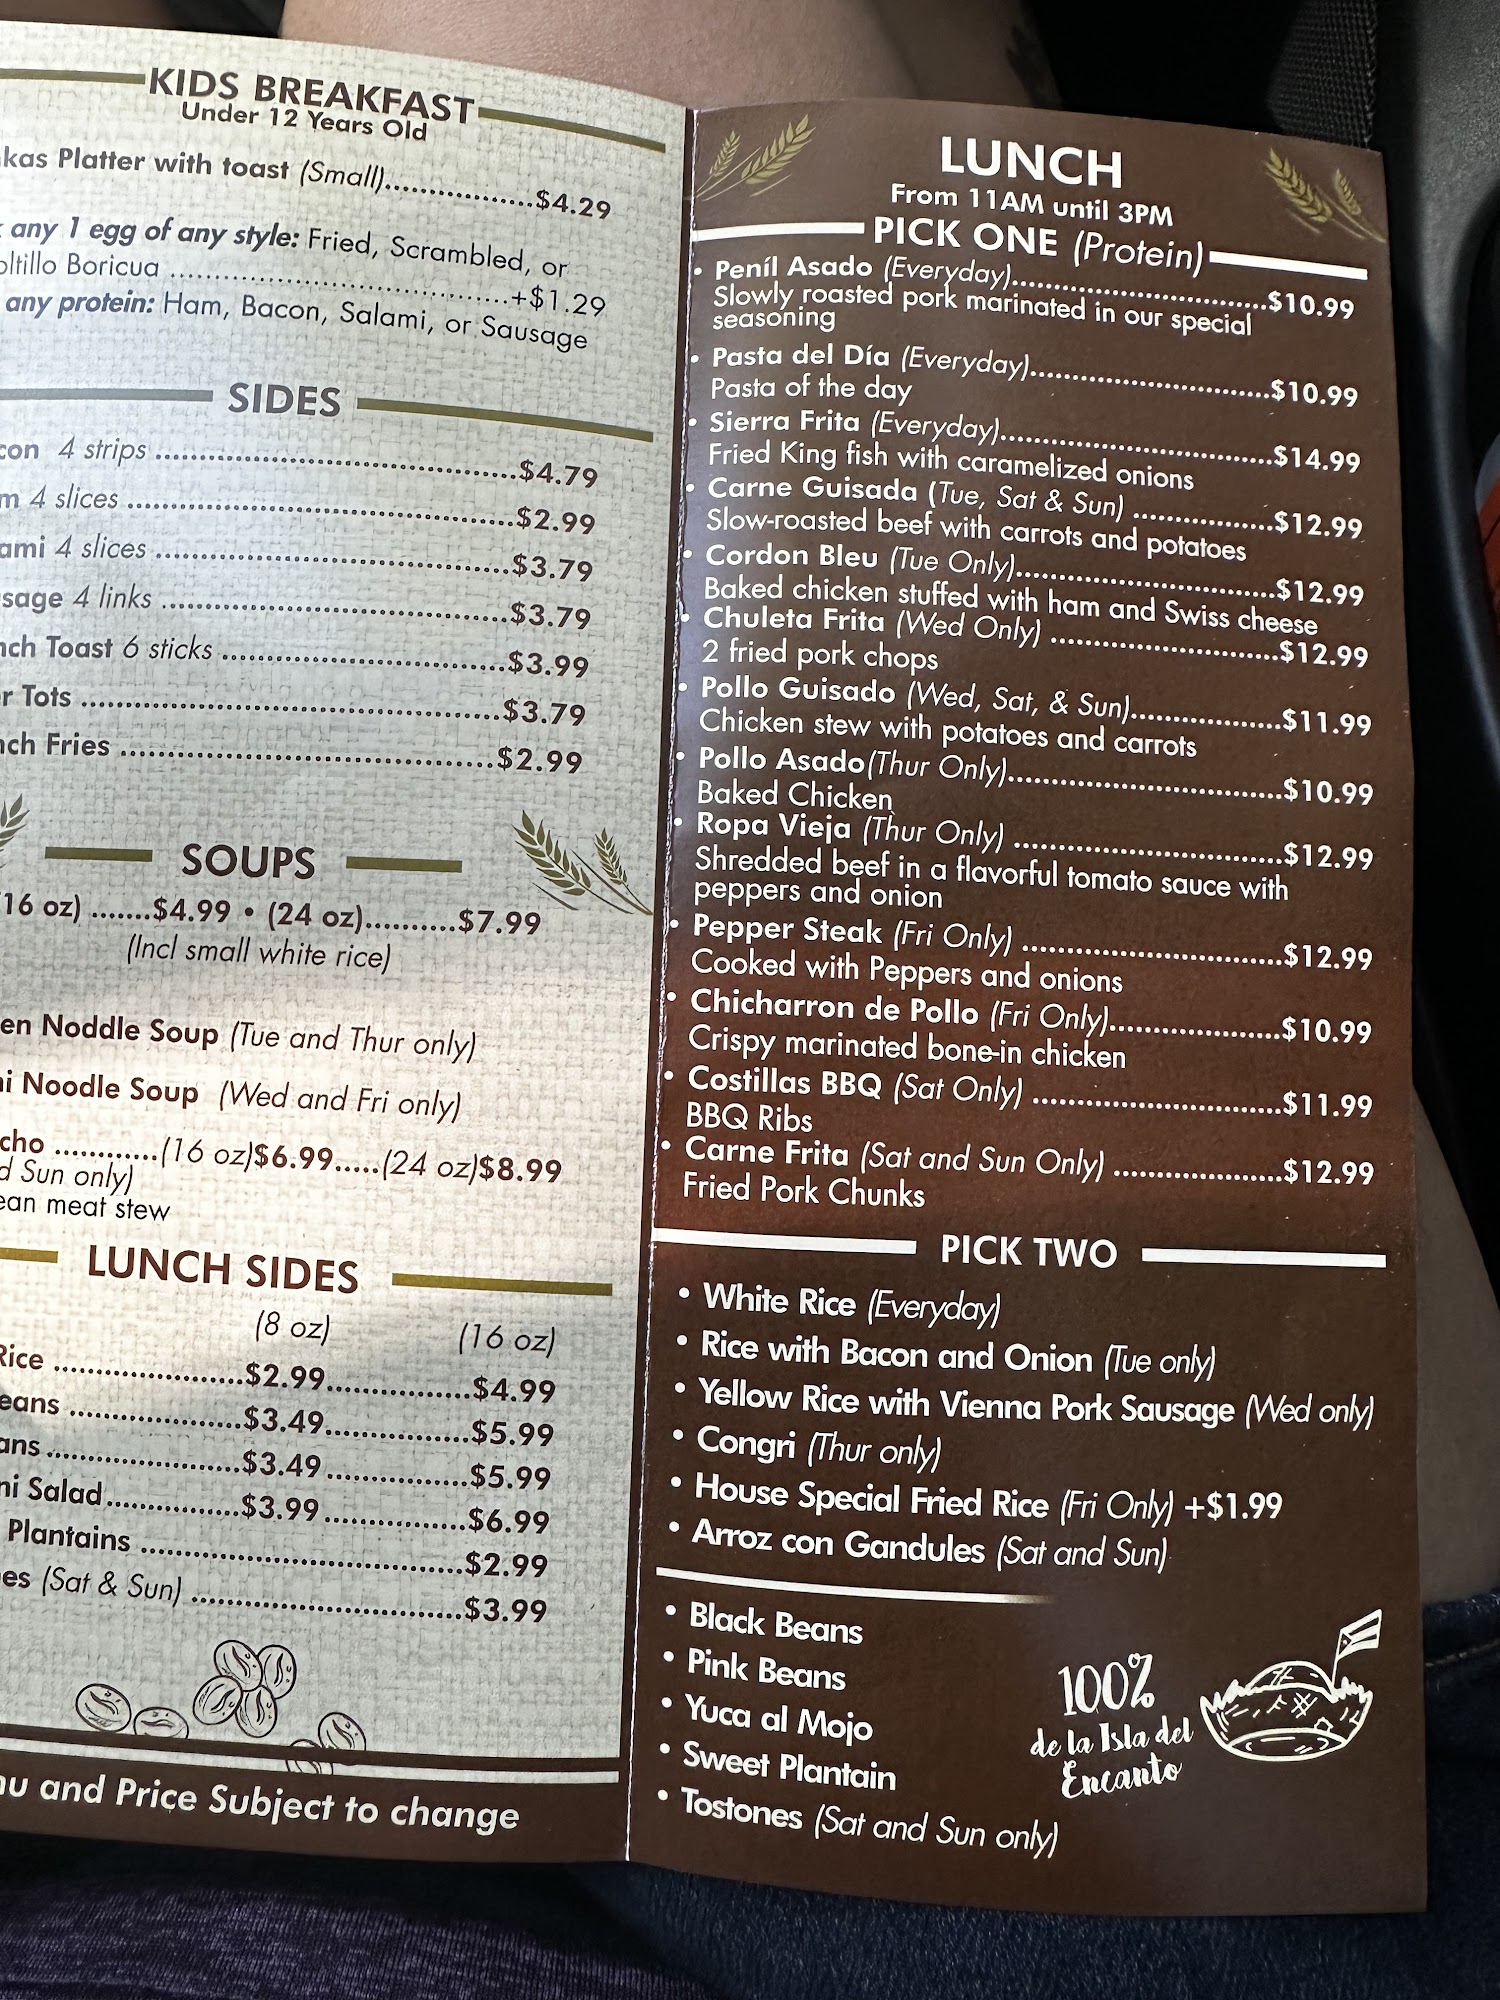 KIDS BREAKFAST
Under 12 Years Old
kas Platter with toast (Small)..................$4.29
any 1 egg of any style: Fried, Scrambled, or
oltillo Boricua ........................................+$1.29
any protein: Ham, Bacon, Salami, or Sausage
SIDES
con 4 strips ...........................................$4.79
m 4 slices ..............................................$2.99
ami 4 slices ..........................................$3.79
sage 4 links .........................................$3.79
nch Toast 6 sticks .................................$3.99
r Tots ..................................................$3.79
nch Fries .............................................$2.99
SOUPS
(16 oz) .......$4.99 • (24 oz)...........$7.99
(Incl small white rice)
en Noddle Soup (Tue and Thur only)
ni Noodle Soup (Wed and Fri only)
cho .............(16 oz)$6.99.....(24 oz)$8.99
d Sun only)
ean meat stew
LUNCH SIDES
(8 oz) (16 oz)
Rice .......................$2.99.................$4.99
eans .....................$3.49.................$5.99
ans .......................$3.49.................$5.99
ni Salad ................$3.99.................$6.99
Plantains .......................................$2.99
es (Sat & Sun) .................................$3.99
nu and Price Subject to change
LUNCH
From 11AM until 3PM
PICK ONE (Protein)
• Peníl Asado (Everyday)..............................$10.99
Slowly roasted pork marinated in our special
seasoning
• Pasta del Día (Everyday)............................$10.99
Pasta of the day
• Sierra Frita (Everyday)................................$14.99
Fried King fish with caramelized onions
• Carne Guisada (Tue, Sat & Sun) .................$12.99
Slow-roasted beef with carrots and potatoes
• Cordon Bleu (Tue Only)...............................$12.99
Baked chicken stuffed with ham and Swiss cheese
• Chuleta Frita (Wed Only) ...........................$12.99
2 fried pork chops
• Pollo Guisado (Wed, Sat, & Sun)..................$11.99
Chicken stew with potatoes and carrots
• Pollo Asado(Thur Only)................................$10.99
Baked Chicken
• Ropa Vieja (Thur Only) ................................$12.99
Shredded beef in a flavorful tomato sauce with
peppers and onion
• Pepper Steak (Fri Only) ...............................$12.99
Cooked with Peppers and onions
• Chicharron de Pollo (Fri Only).....................$10.99
Crispy marinated bone-in chicken
• Costillas BBQ (Sat Only) .............................$11.99
BBQ Ribs
• Carne Frita (Sat and Sun Only) ....................$12.99
Fried Pork Chunks
PICK TWO
• White Rice (Everyday)
• Rice with Bacon and Onion (Tue only)
• Yellow Rice with Vienna Pork Sausage (Wed only)
• Congri (Thur only)
• House Special Fried Rice (Fri Only) +$1.99
• Arroz con Gandules (Sat and Sun)
• Black Beans
• Pink Beans
• Yuca al Mojo
• Sweet Plantain
• Tostones (Sat and Sun only)
100%
de la Isla del
Encanto